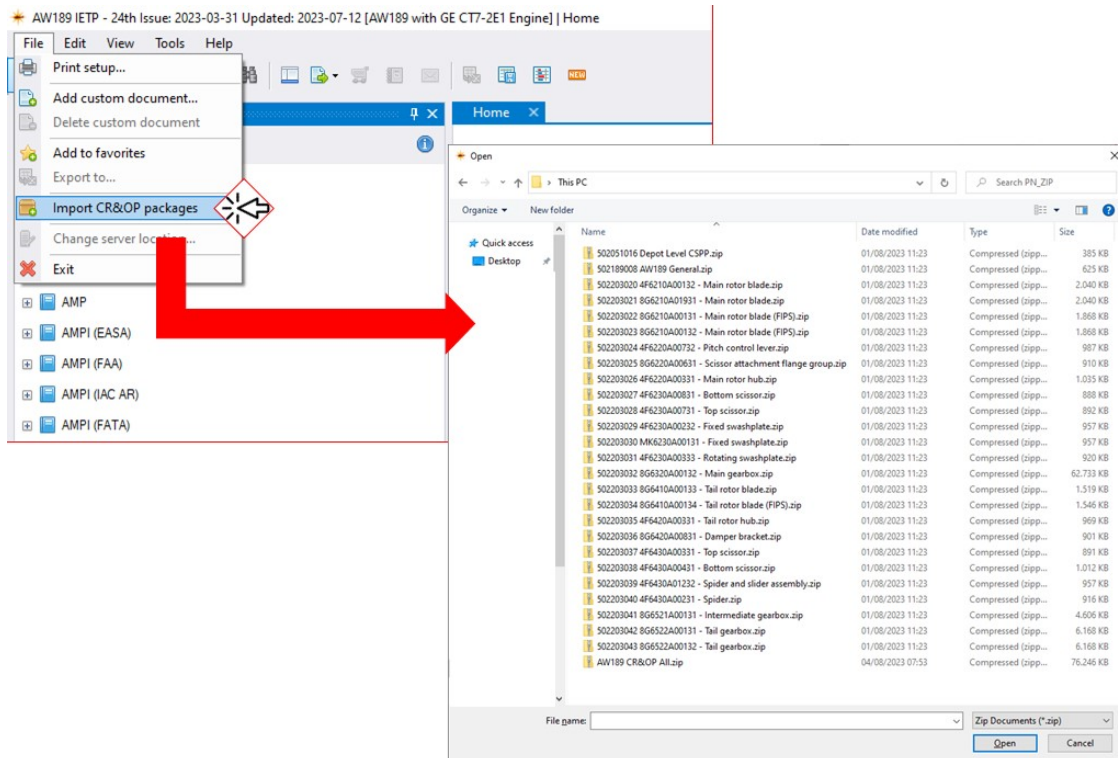 AW189 IETP - 24th Issue: 2023-03-31 Updated: 2023-07-12 [AW189 with GE CT7-2E1 Engine] | Home
File Edit View Tools Help
Print setup...
Add custom document...
Delete custom document
Add to favorites
Export to...
Import CR&OP packages
Change server location...
Exit
NEW
Home
AMP
AMPI (EASA)
AMPI (FAA)
AMPI (IAC AR)
AMPI (FATA)
Open
This PC
Search PN_ZIP
Organize New folder
Quick access
Desktop
Name Date modified Type Size
502051016 Depot Level CSPP.zip 01/08/2023 11:23 Compressed (zipp... 385 KB
502189008 AW189 General.zip 01/08/2023 11:23 Compressed (zipp... 625 KB
502203020 4F6210A00132 - Main rotor blade.zip 01/08/2023 11:23 Compressed (zipp... 2.040 KB
502203021 8G6210A01931 - Main rotor blade.zip 01/08/2023 11:23 Compressed (zipp... 2.040 KB
502203022 8G6210A00131 - Main rotor blade (FIPS).zip 01/08/2023 11:23 Compressed (zipp... 1.868 KB
502203023 8G6210A00132 - Main rotor blade (FIPS).zip 01/08/2023 11:23 Compressed (zipp... 1.868 KB
502203024 4F6220A00732 - Pitch control lever.zip 01/08/2023 11:23 Compressed (zipp... 987 KB
502203025 8G6220A00631 - Scissor attachment flange group.zip 01/08/2023 11:23 Compressed (zipp... 910 KB
502203026 4F6220A00331 - Main rotor hub.zip 01/08/2023 11:23 Compressed (zipp... 1.035 KB
502203027 4F6230A00831 - Bottom scissor.zip 01/08/2023 11:23 Compressed (zipp... 888 KB
502203028 4F6230A00731 - Top scissor.zip 01/08/2023 11:23 Compressed (zipp... 892 KB
502203029 4F6230A00232 - Fixed swashplate.zip 01/08/2023 11:23 Compressed (zipp... 957 KB
502203030 MK6230A00131 - Fixed swashplate.zip 01/08/2023 11:23 Compressed (zipp... 957 KB
502203031 4F6230A00333 - Rotating swashplate.zip 01/08/2023 11:23 Compressed (zipp... 920 KB
502203032 8G6320A00132 - Main gearbox.zip 01/08/2023 11:23 Compressed (zipp... 62.733 KB
502203033 8G6410A00133 - Tail rotor blade.zip 01/08/2023 11:23 Compressed (zipp... 1.519 KB
502203034 8G6410A00134 - Tail rotor blade (FIPS).zip 01/08/2023 11:23 Compressed (zipp... 1.546 KB
502203035 4F6420A00331 - Tail rotor hub.zip 01/08/2023 11:23 Compressed (zipp... 969 KB
502203036 8G6420A00831 - Damper bracket.zip 01/08/2023 11:23 Compressed (zipp... 901 KB
502203037 4F6430A00331 - Top scissor.zip 01/08/2023 11:23 Compressed (zipp... 891 KB
502203038 4F6430A00431 - Bottom scissor.zip 01/08/2023 11:23 Compressed (zipp... 1.012 KB
502203039 4F6430A01232 - Spider and slider assembly.zip 01/08/2023 11:23 Compressed (zipp... 957 KB
502203040 4F6430A00231 - Spider.zip 01/08/2023 11:23 Compressed (zipp... 916 KB
502203041 8G6521A00131 - Intermediate gearbox.zip 01/08/2023 11:23 Compressed (zipp... 4.606 KB
502203042 8G6522A00131 - Tail gearbox.zip 01/08/2023 11:23 Compressed (zipp... 6.168 KB
502203043 8G6522A00132 - Tail gearbox.zip 01/08/2023 11:23 Compressed (zipp... 6.168 KB
AW189 CR&OP All.zip 04/08/2023 07:53 Compressed (zipp... 76.246 KB
File name: Zip Documents (*.zip)
Open Cancel